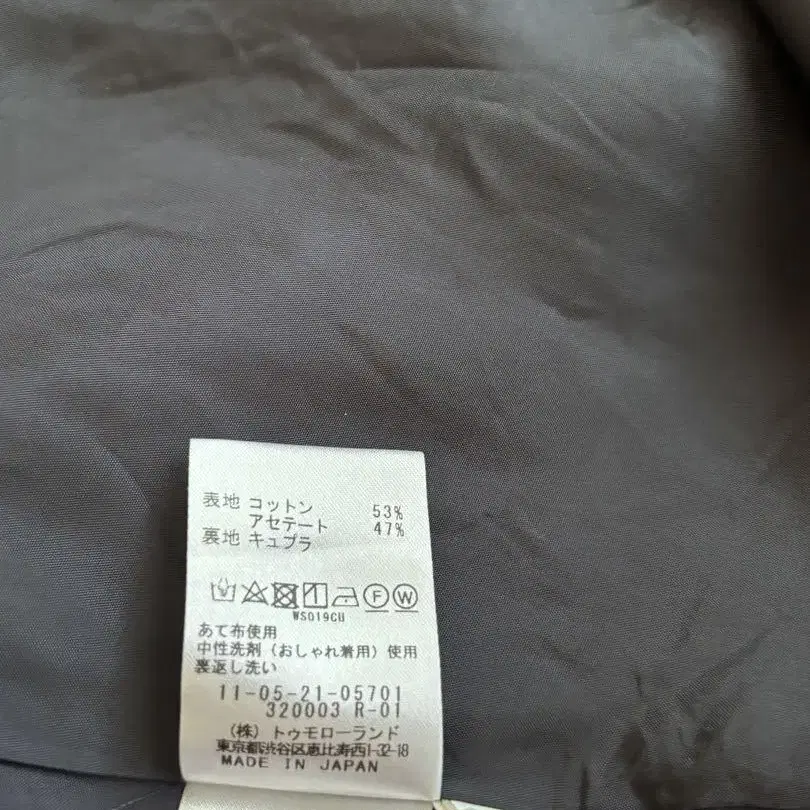 表地 コットン 53%
アセテート 47%
裏地 キュプラ
F W
WS019CU
あて布使用
中性洗剤（おしゃれ着用）使用
裏返し洗い
11-05-21-05701
320003 R-01
（株）トゥモローランド
東京都渋谷区恵比寿西1-32-18
MADE IN JAPAN